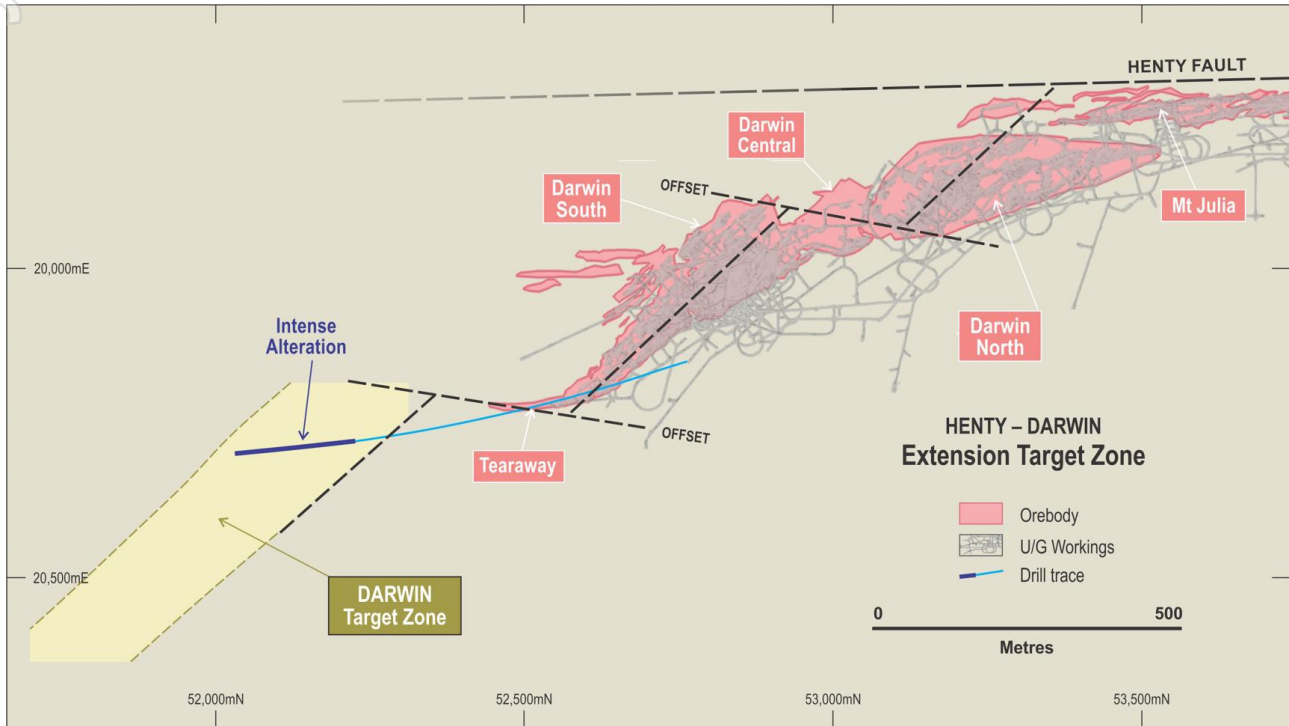 HENTY FAULT
Darwin
Central
Darwin
South
OFFSET
Mt Julia
20,000mE
Intense
Alteration
Darwin
North
OFFSET
Tearaway
HENTY – DARWIN
Extension Target Zone
Orebody
U/G Workings
Drill trace
20,500mE
DARWIN
Target Zone
0 500
Metres
52,000mN 52,500mN 53,000mN 53,500mN